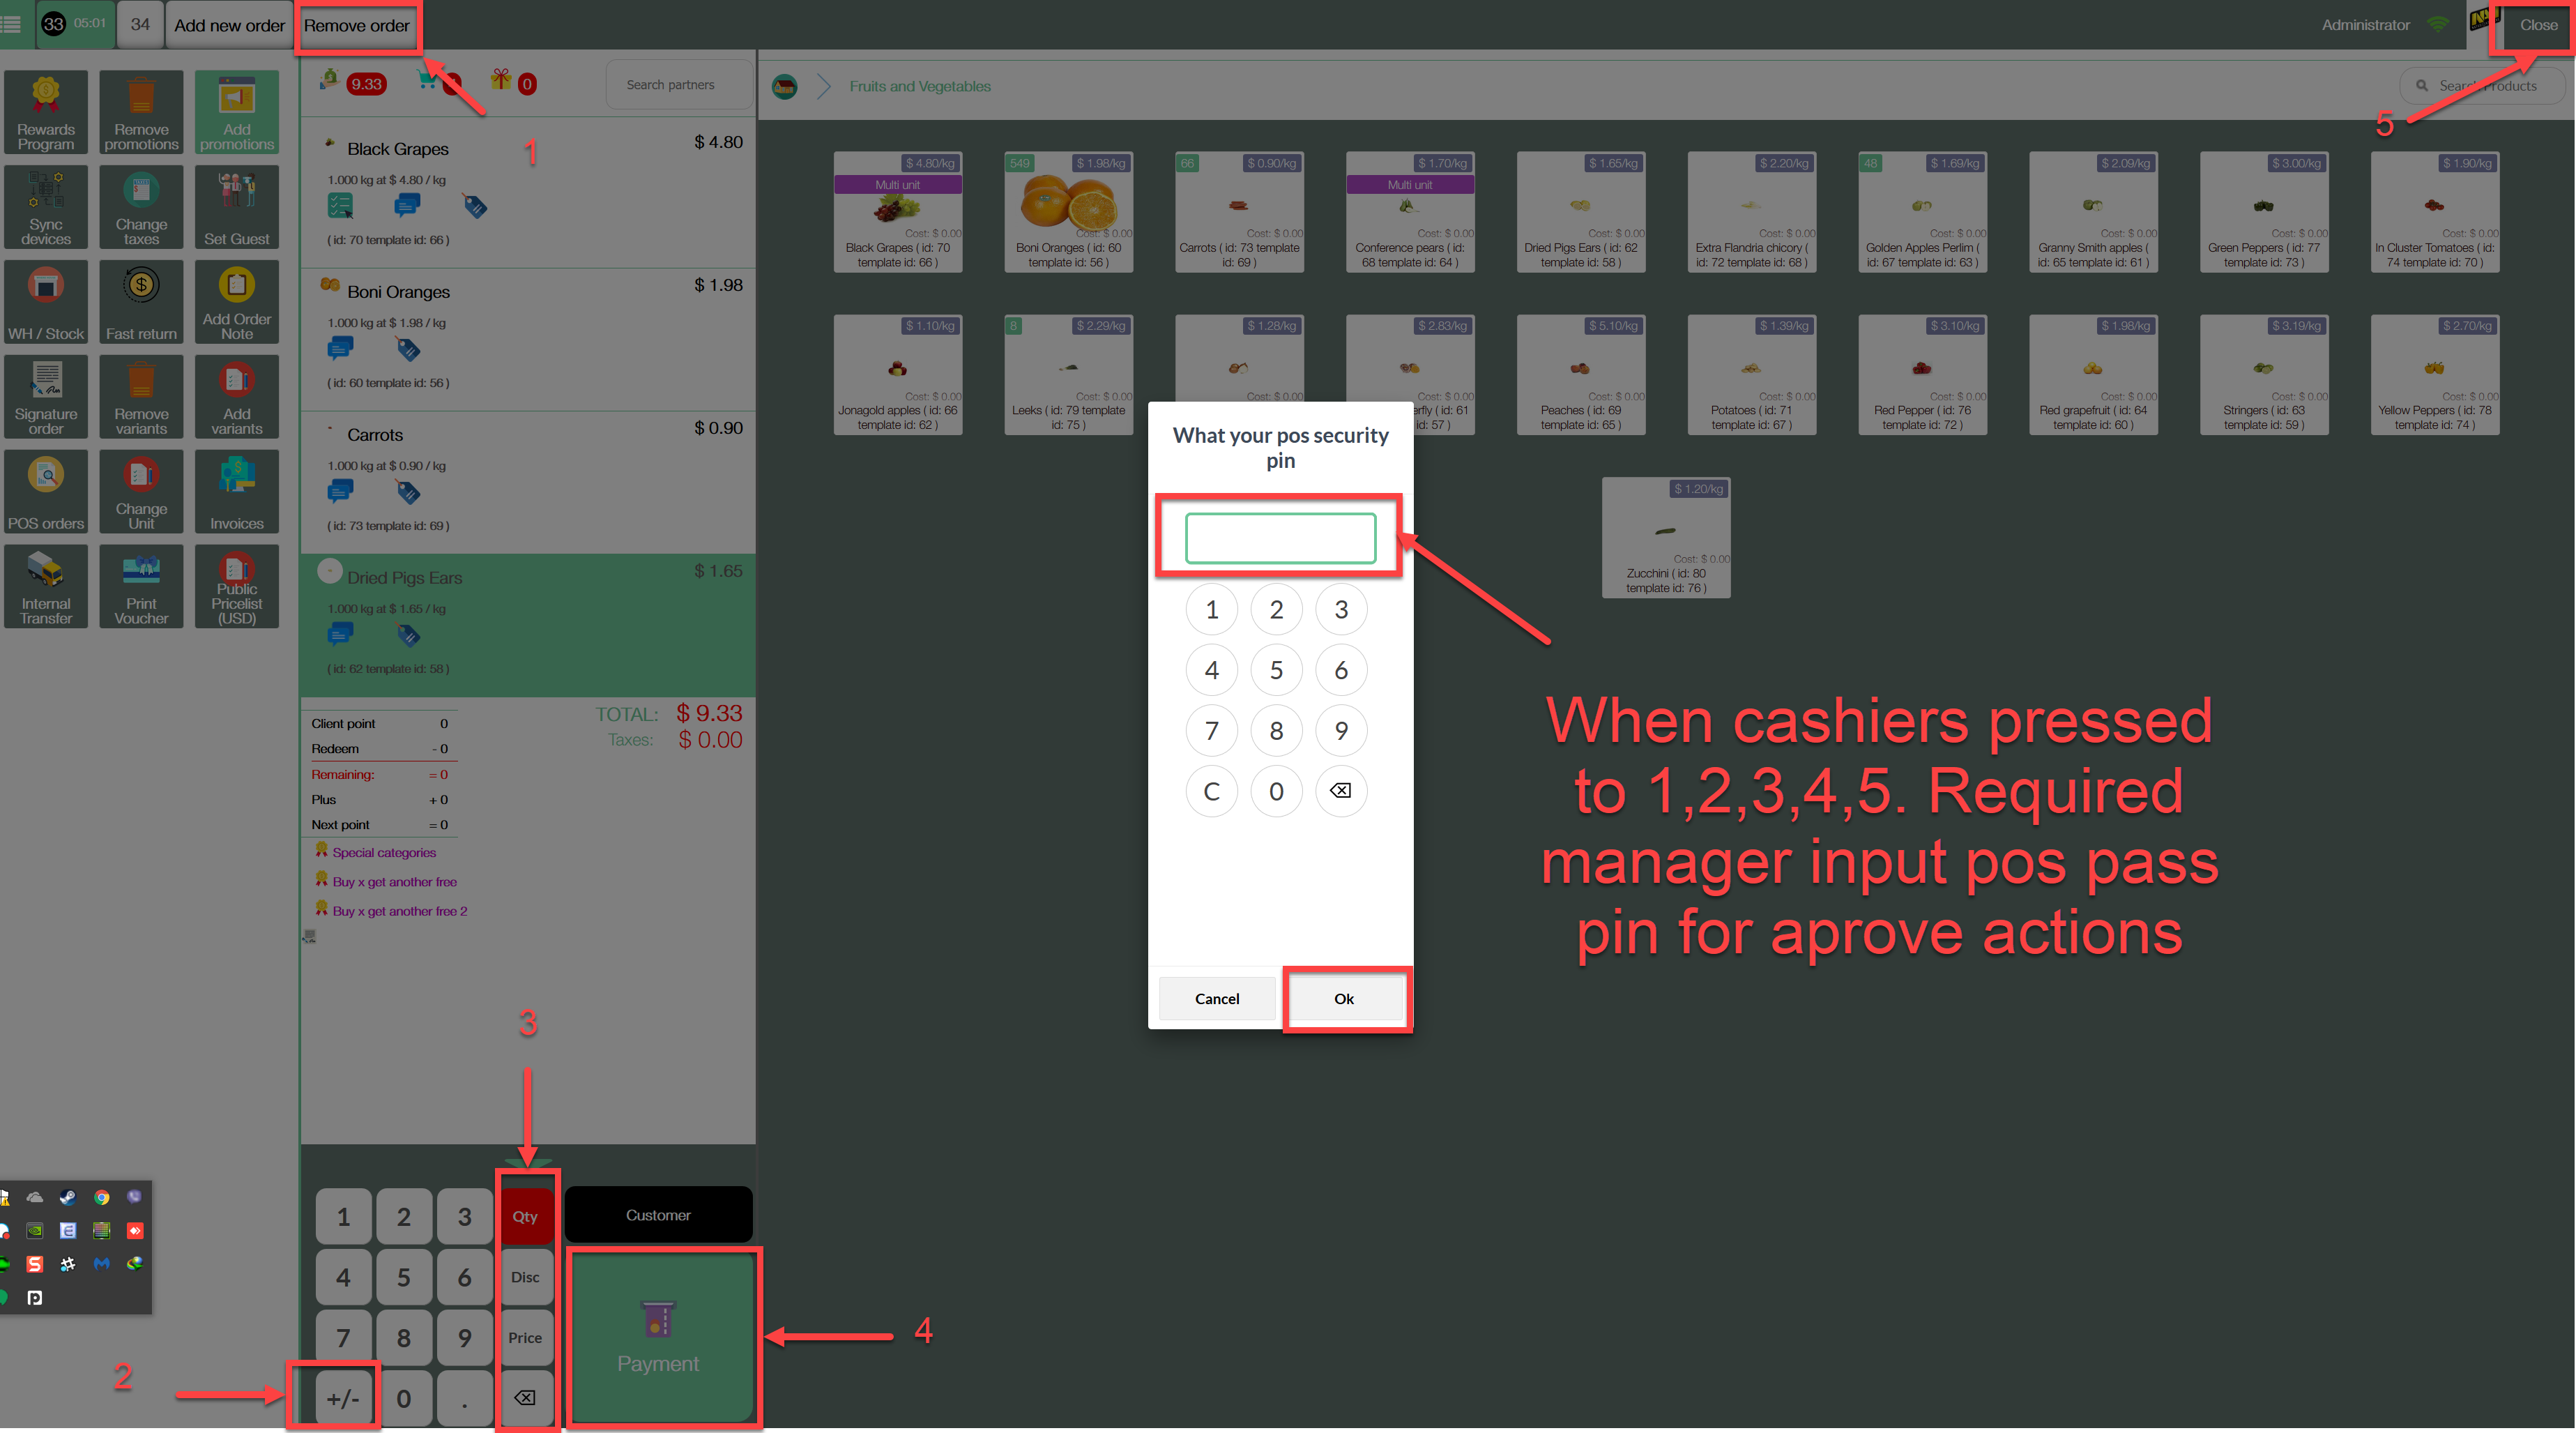 33 05:01
34
Add new order
Remove order
Administrator
Close
Rewards
Program
Remove
promotions
Add
promotions
Sync
devices
Change
taxes
Set Guest
WH / Stock
Fast return
Add Order
Note
Signature
order
Remove
variants
Add
variants
POS orders
Change
Unit
Invoices
Internal
Transfer
Print
Voucher
Public
Pricelist
(USD)
9.33
0
Search partners
1
Black Grapes
$ 4.80
1.000 kg at $ 4.80 / kg
( id: 70 template id: 66 )
Boni Oranges
$ 1.98
1.000 kg at $ 1.98 / kg
( id: 60 template id: 56 )
Carrots
$ 0.90
1.000 kg at $ 0.90 / kg
( id: 73 template id: 69 )
Dried Pigs Ears
$ 1.65
1.000 kg at $ 1.65 / kg
( id: 62 template id: 58 )
TOTAL: $ 9.33
Taxes: $ 0.00
Client point 0
Redeem - 0
Remaining: = 0
Plus + 0
Next point = 0
Special categories
Buy x get another free
Buy x get another free 2
3
1 2 3 Qty
4 5 6 Disc
7 8 9 Price
+/- 0 .
Customer
Payment
2
4
Fruits and Vegetables
Search Products
5
$ 4.80/kg
Multi unit
Cost: $ 0.00
Black Grapes ( id: 70
template id: 66 )
549 $ 1.98/kg
Cost: $ 0.00
Boni Oranges ( id: 60
template id: 56 )
66 $ 0.90/kg
Cost: $ 0.00
Carrots ( id: 73 template
id: 69 )
$ 1.70/kg
Multi unit
Cost: $ 0.00
Conference pears ( id:
68 template id: 64 )
$ 1.65/kg
Cost: $ 0.00
Dried Pigs Ears ( id: 62
template id: 58 )
$ 2.20/kg
Cost: $ 0.00
Extra Flandria chicory (
id: 72 template id: 68 )
48 $ 1.69/kg
Cost: $ 0.00
Golden Apples Perlim (
id: 67 template id: 63 )
$ 2.09/kg
Cost: $ 0.00
Granny Smith apples (
id: 65 template id: 61 )
$ 3.00/kg
Cost: $ 0.00
Green Peppers ( id: 77
template id: 73 )
$ 1.90/kg
Cost: $ 0.00
In Cluster Tomatoes ( id:
74 template id: 70 )
$ 1.10/kg
Cost: $ 0.00
Jonagold apples ( id: 66
template id: 62 )
8 $ 2.29/kg
Cost: $ 0.00
Leeks ( id: 79 template
id: 75 )
$ 1.28/kg
Cost: $ 0.00
$ 2.83/kg
Cost: $ 0.00
erfly ( id: 61
id: 57 )
$ 5.10/kg
Cost: $ 0.00
Peaches ( id: 69
template id: 65 )
$ 1.39/kg
Cost: $ 0.00
Potatoes ( id: 71
template id: 67 )
$ 3.10/kg
Cost: $ 0.00
Red Pepper ( id: 76
template id: 72 )
$ 1.98/kg
Cost: $ 0.00
Red grapefruit ( id: 64
template id: 60 )
$ 3.19/kg
Cost: $ 0.00
Stringers ( id: 63
template id: 59 )
$ 2.70/kg
Cost: $ 0.00
Yellow Peppers ( id: 78
template id: 74 )
$ 1.20/kg
Cost: $ 0.00
Zucchini ( id: 80
template id: 76 )
What your pos security
pin
1 2 3
4 5 6
7 8 9
C 0
Cancel
Ok
When cashiers pressed
to 1,2,3,4,5. Required
manager input pos pass
pin for aprove actions